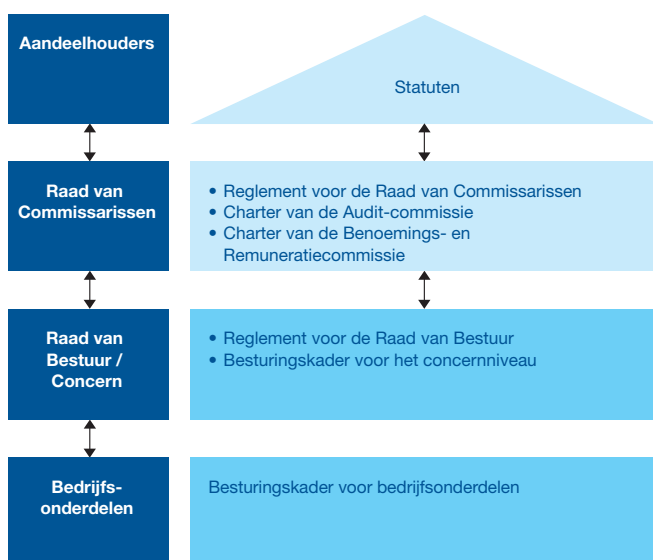 Aandeelhouders
Statuten
Raad van
Commissarissen
• Reglement voor de Raad van Commissarissen
• Charter van de Audit-commissie
• Charter van de Benoemings- en
Remuneratiecommissie
Raad van
Bestuur /
Concern
• Reglement voor de Raad van Bestuur
• Besturingskader voor het concernniveau
Bedrijfs-
onderdelen
Besturingskader voor bedrijfsonderdelen